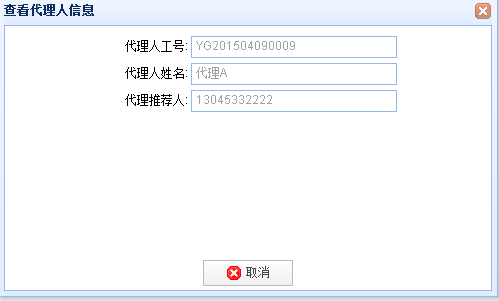 查看代理人信息
代理人工号: YG201504090009
代理人姓名: 代理A
代理推荐人: 13045332222
取消